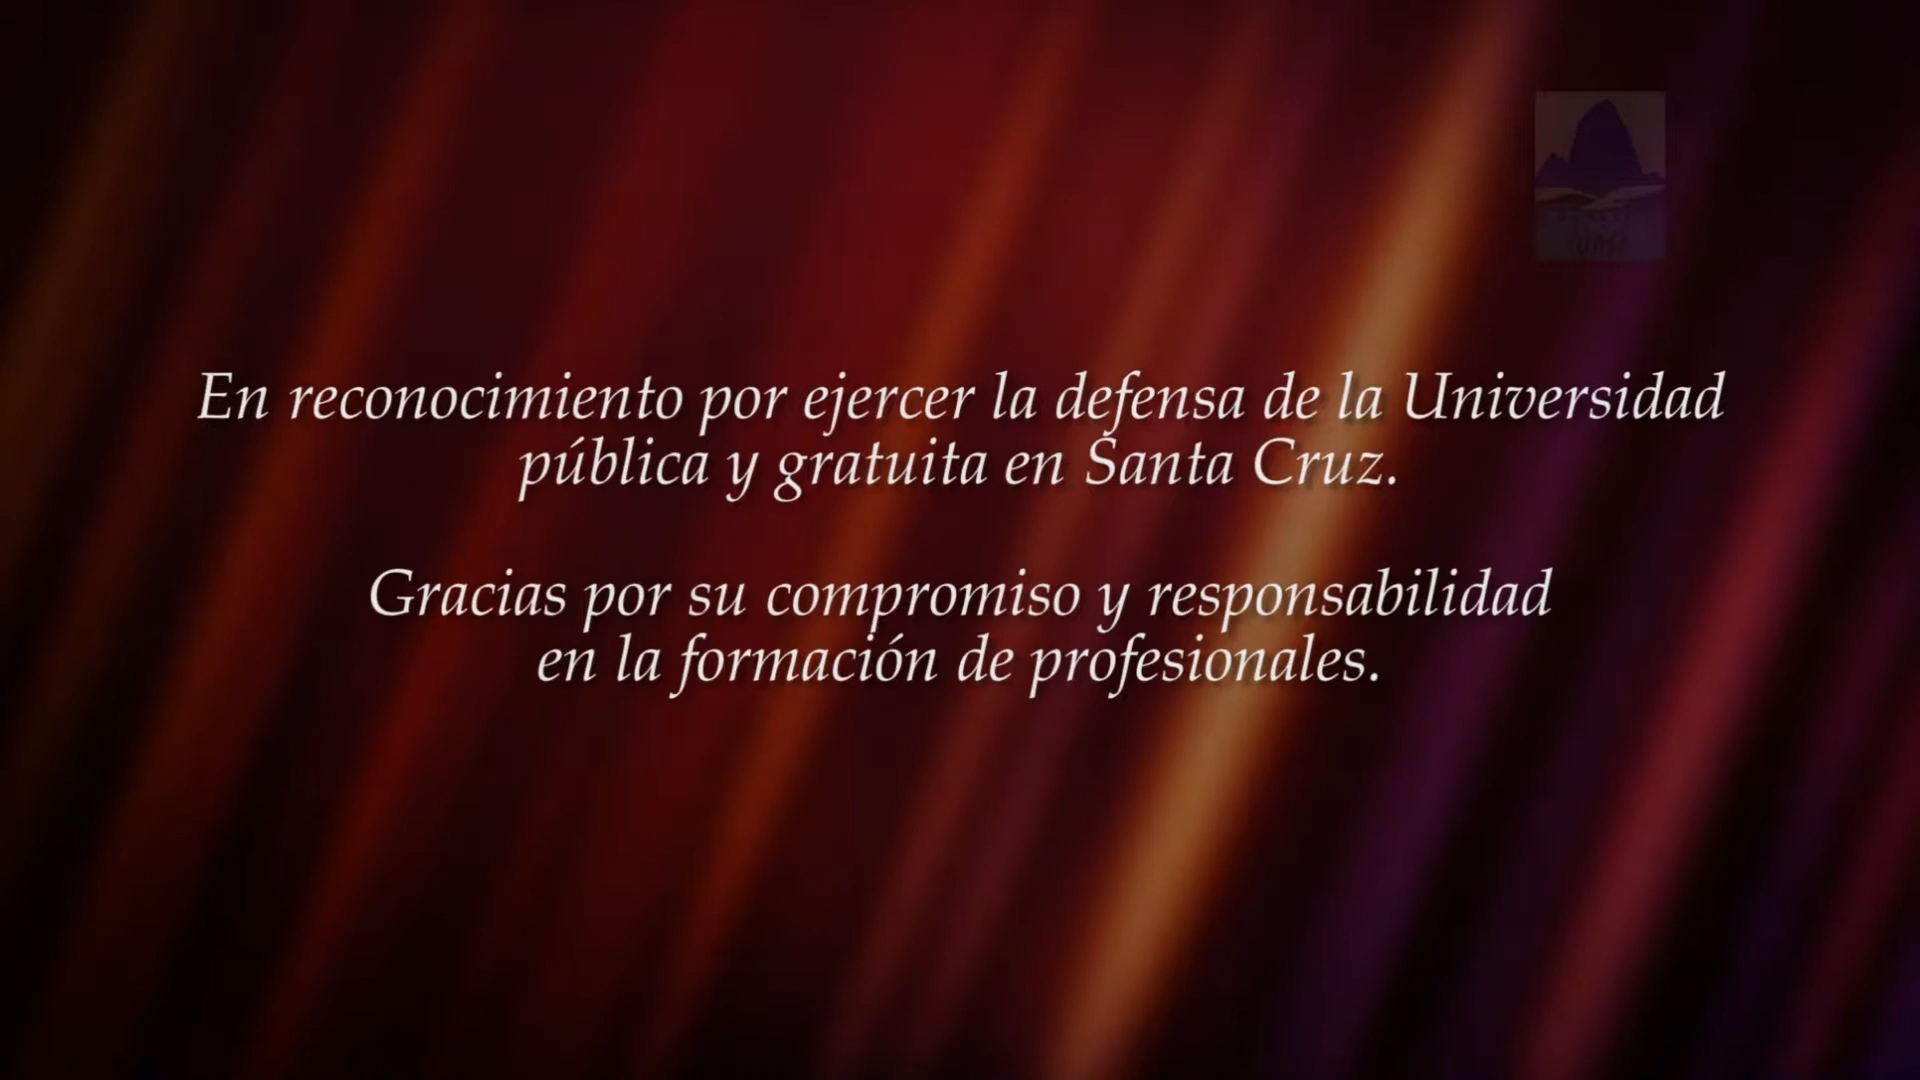 En reconocimiento por ejercer la defensa de la Universidad
pública y gratuita en Santa Cruz.
Gracias por su compromiso y responsabilidad
en la formación de profesionales.